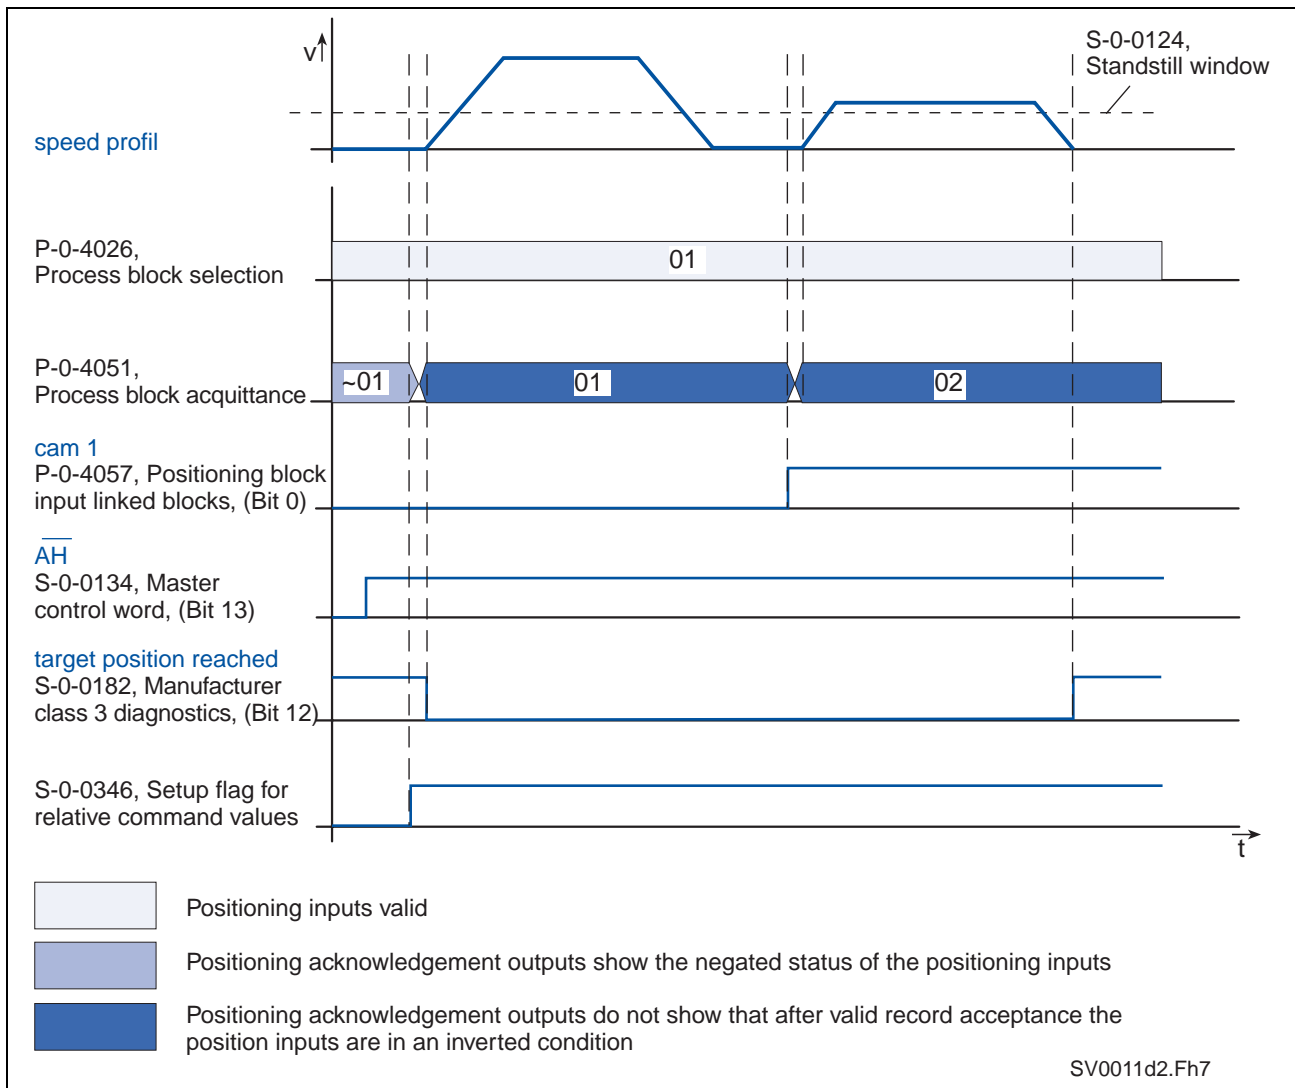 v
S-0-0124,
Standstill window
speed profil
P-0-4026,
Process block selection
01
P-0-4051,
Process block acquittance
~01
01
02
cam 1
P-0-4057, Positioning block
input linked blocks, (Bit 0)
AH
S-0-0134, Master
control word, (Bit 13)
target position reached
S-0-0182, Manufacturer
class 3 diagnostics, (Bit 12)
S-0-0346, Setup flag for
relative command values
t
Positioning inputs valid
Positioning acknowledgement outputs show the negated status of the positioning inputs
Positioning acknowledgement outputs do not show that after valid record acceptance the
position inputs are in an inverted condition
SV0011d2.Fh7